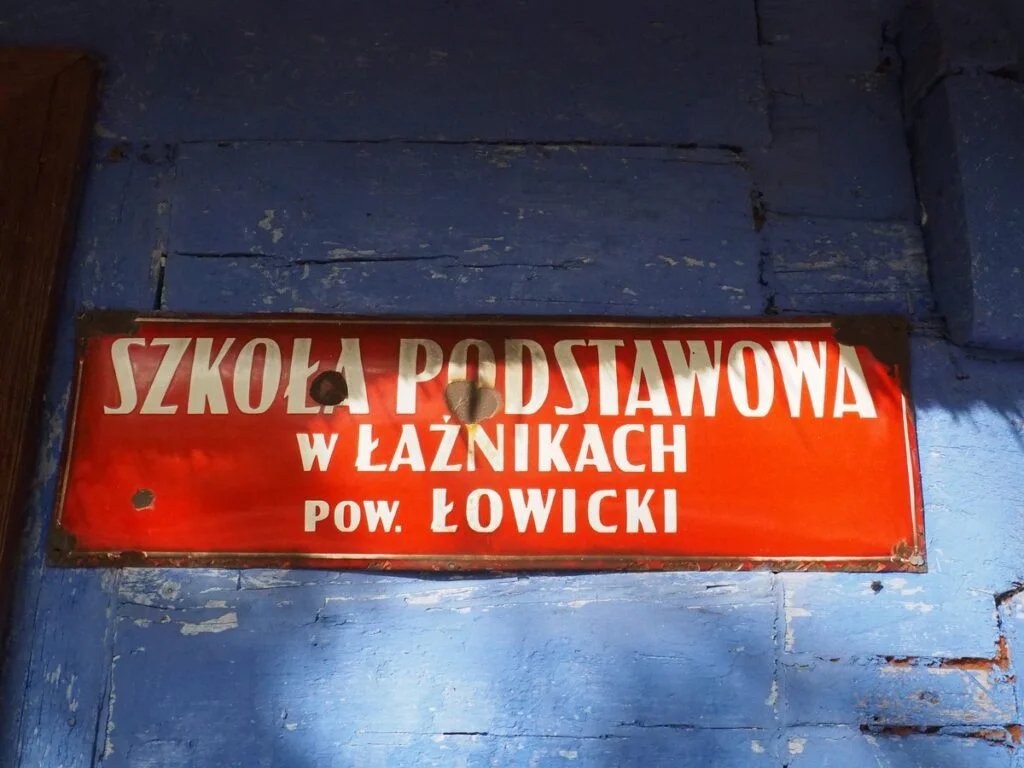 SZKOŁA PODSTAWOWA
W ŁAŹNIKACH
POW. ŁOWICKI